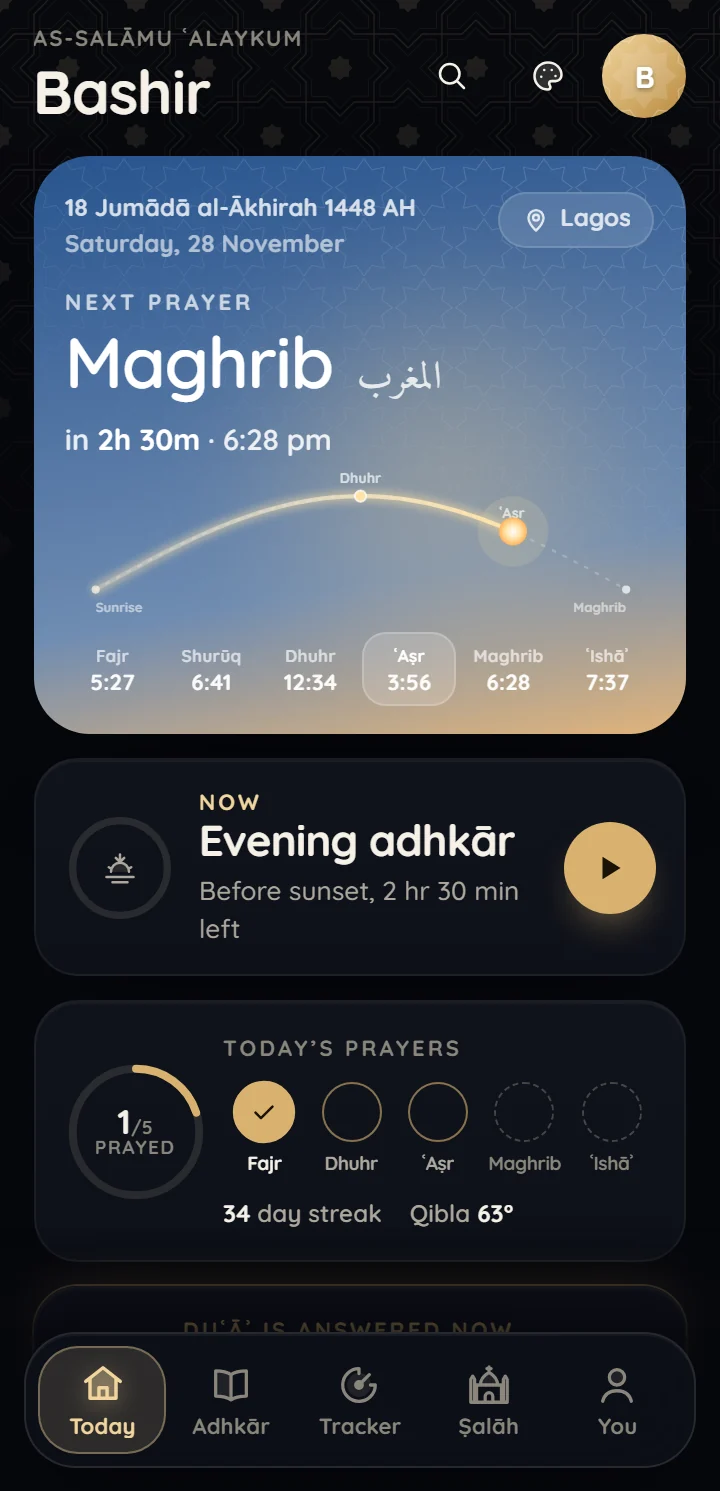 AS-SALĀMU ʿALAYKUM
Bashir
B
18 Jumādā al-Ākhirah 1448 AH
Lagos
Saturday, 28 November
NEXT PRAYER
Maghrib المغرب
in 2h 30m · 6:28 pm
Dhuhr
ʿAṣr
Sunrise
Maghrib
Fajr Shurūq Dhuhr ʿAṣr Maghrib ʿIshāʾ
5:27 6:41 12:34 3:56 6:28 7:37
NOW
Evening adhkār
Before sunset, 2 hr 30 min
left
TODAY’S PRAYERS
1/5
PRAYED
Fajr Dhuhr ʿAṣr Maghrib ʿIshāʾ
34 day streak Qibla 63°
DUʿĀʾ IS ANSWERED NOW
Today Adhkār Tracker Ṣalāh You